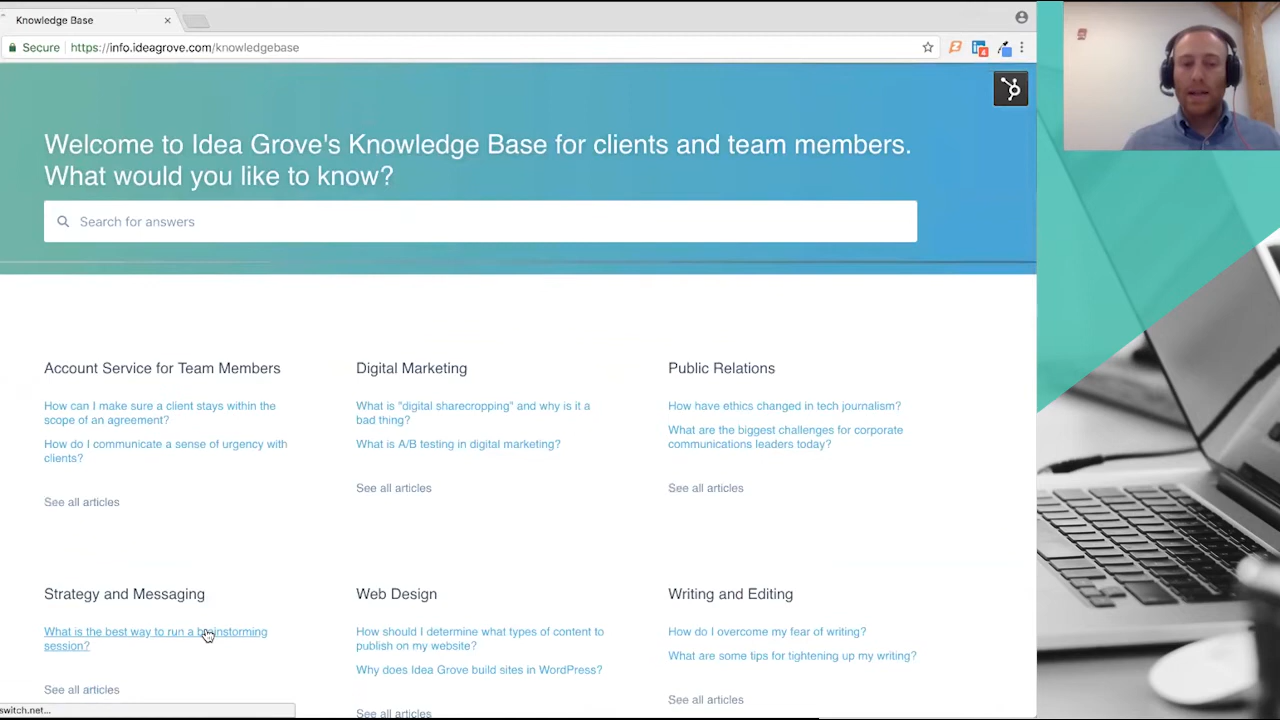 Knowledge Base
Secure https://info.ideagrove.com/knowledgebase
4
Welcome to Idea Grove's Knowledge Base for clients and team members.
What would you like to know?
Search for answers
Account Service for Team Members
How can I make sure a client stays within the
scope of an agreement?
How do I communicate a sense of urgency with
clients?
See all articles
Digital Marketing
What is "digital sharecropping" and why is it a
bad thing?
What is A/B testing in digital marketing?
See all articles
Public Relations
How have ethics changed in tech journalism?
What are the biggest challenges for corporate
communications leaders today?
See all articles
Strategy and Messaging
What is the best way to run a brainstorming
session?
See all articles
Web Design
How should I determine what types of content to
publish on my website?
Why does Idea Grove build sites in WordPress?
See all articles
Writing and Editing
How do I overcome my fear of writing?
What are some tips for tightening up my writing?
See all articles
switch.net...